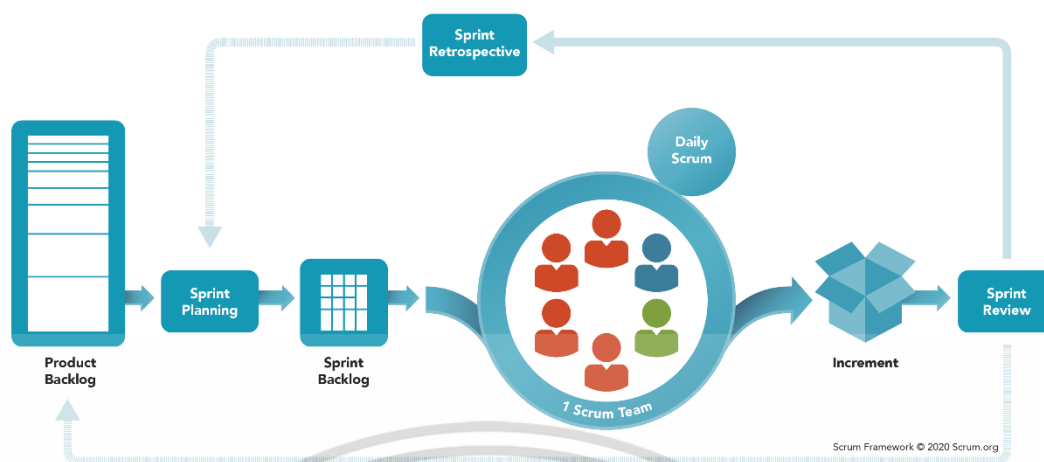 Sprint
Retrospective
Daily
Scrum
Sprint
Planning
Sprint
Review
Product
Backlog
Sprint
Backlog
1 Scrum Team
Increment
Scrum Framework © 2020 Scrum.org